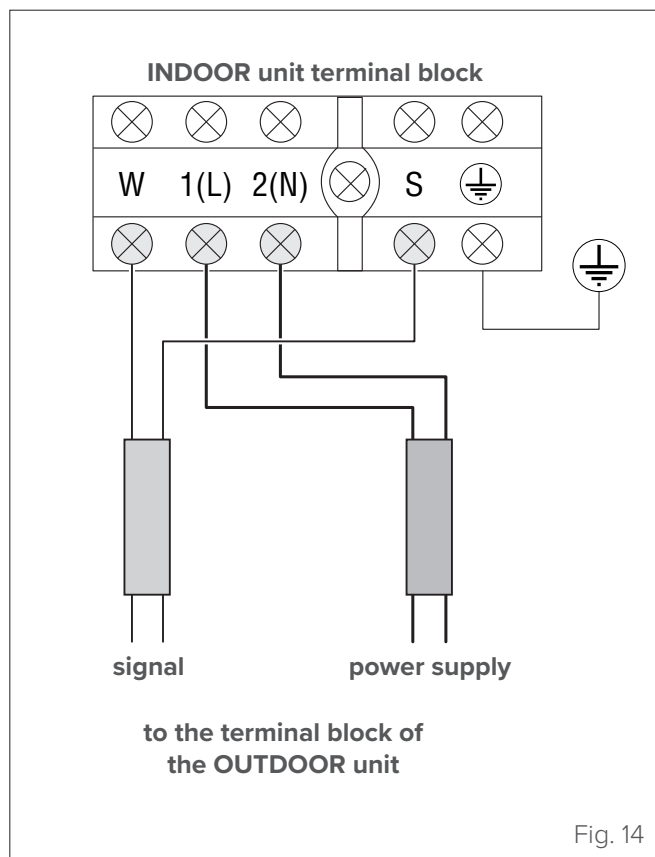 INDOOR unit terminal block
W 1(L) 2(N) S
signal
power supply
to the terminal block of
the OUTDOOR unit
Fig. 14